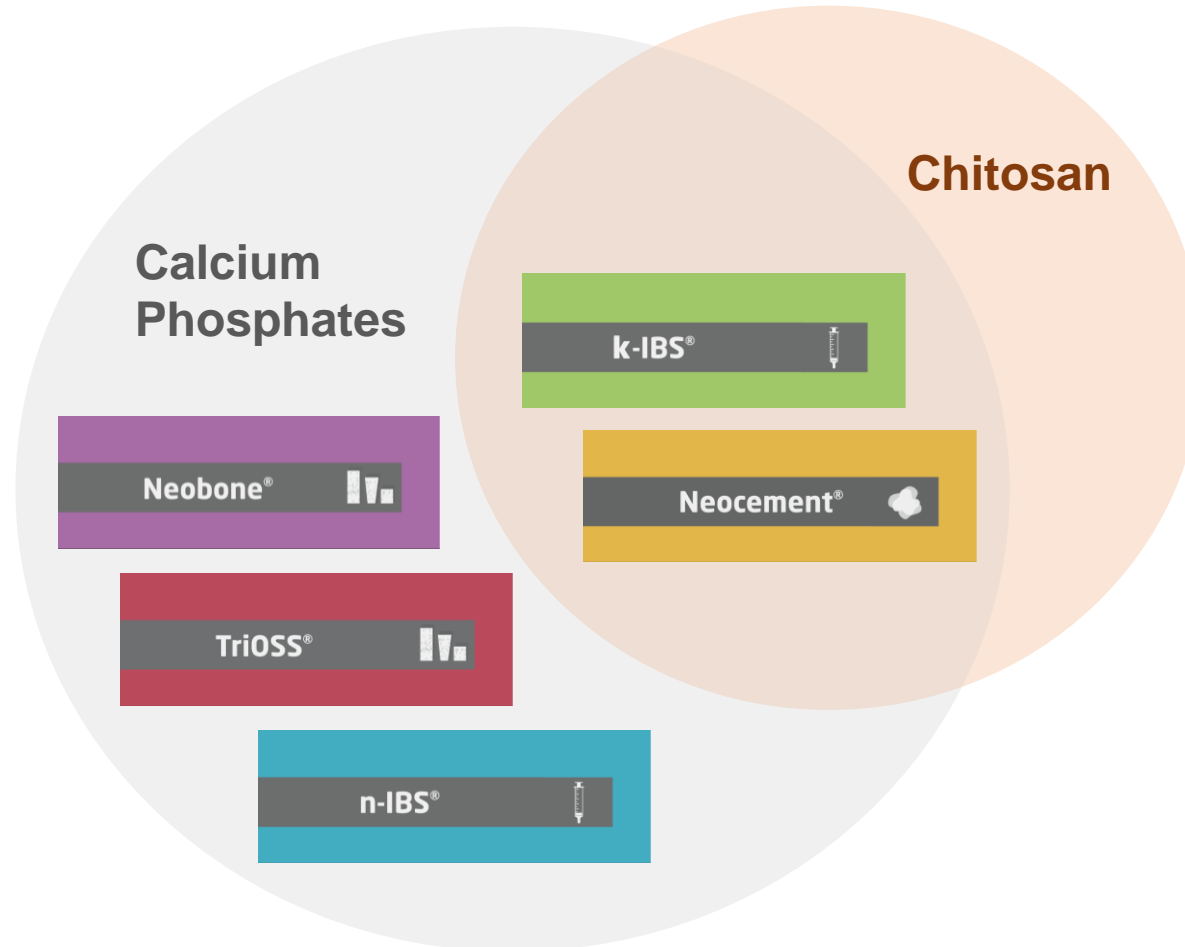 Chitosan
Calcium
Phosphates
k-IBS®
Neobone®
Neocement®
TriOSS®
n-IBS®